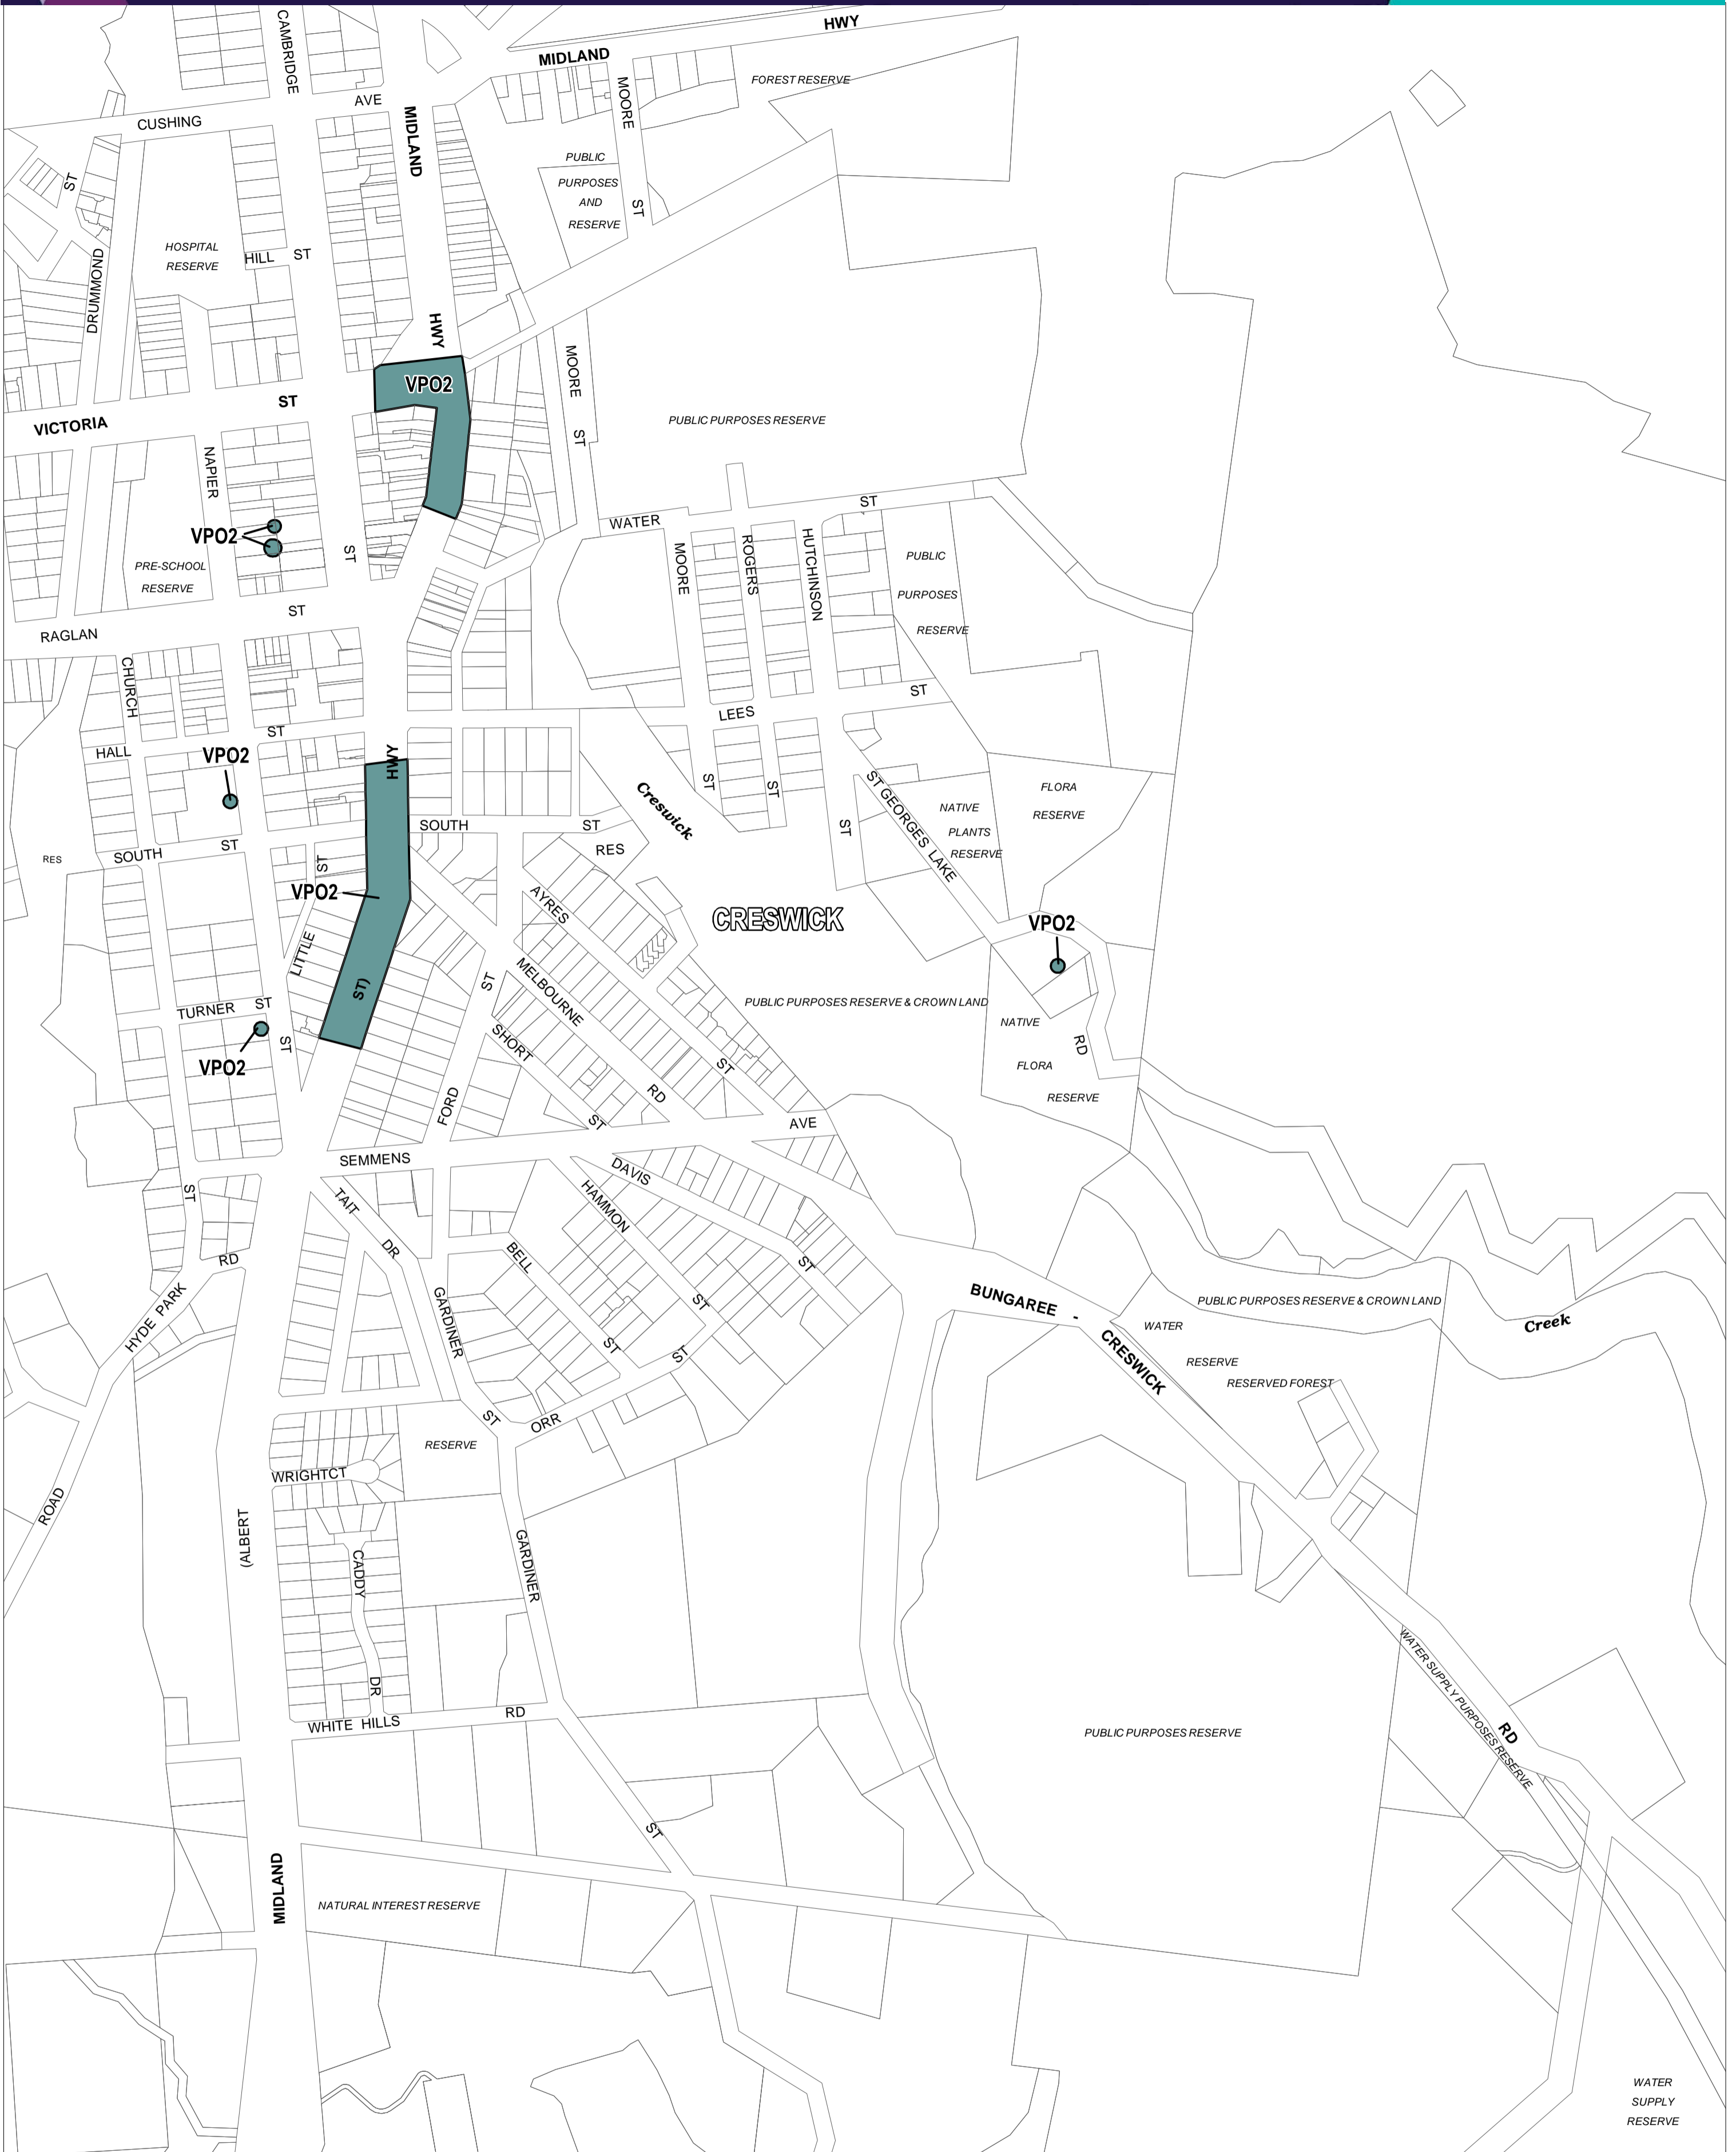 HWY
MIDLAND
CAMBRIDGE
FOREST RESERVE
MOORE
AVE
MIDLAND
CUSHING
PUBLIC
PURPOSES
AND
RESERVE
ST
ST
HOSPITAL
RESERVE
HILL ST
DRUMMOND
HWY
MOORE
VPO2
ST
VICTORIA
PUBLIC PURPOSES RESERVE
ST
NAPIER
ST
WATER
VPO2
ST
MOORE
ROGERS
HUTCHINSON
PUBLIC
PURPOSES
RESERVE
PRE-SCHOOL
RESERVE
ST
RAGLAN
CHURCH
ST
LEES
ST
HALL
VPO2
HWY
ST
ST
Creswick
ST GEORGES LAKE
FLORA
RESERVE
NATIVE
PLANTS
RESERVE
SOUTH
ST
ST
RES
RES
SOUTH
ST
ST
VPO2
AYRES
CRESWICK
VPO2
LITTLE
ST)
ST
MELBOURNE
PUBLIC PURPOSES RESERVE & CROWN LAND
TURNER
ST
NATIVE
FLORA
RESERVE
RD
ST
SHORT
VPO2
ST
RD
FORD
ST
AVE
SEMMENS
DAVIS
TAIT
HAMMON
ST
DR
BELL
ST
RD
HYDE PARK
GARDINER
ST
ST
ST
BUNGAREE - CRESWICK
PUBLIC PURPOSES RESERVE & CROWN LAND
Creek
WATER
RESERVE
RESERVED FOREST
ST
ORR
RESERVE
WRIGHTCT
ROAD
(ALBERT
CADDY
GARDINER
DR
WHITE HILLS
RD
WATER SUPPLY PURPOSES RESERVE
RD
PUBLIC PURPOSES RESERVE
ST
MIDLAND
NATURAL INTEREST RESERVE
WATER
SUPPLY
RESERVE